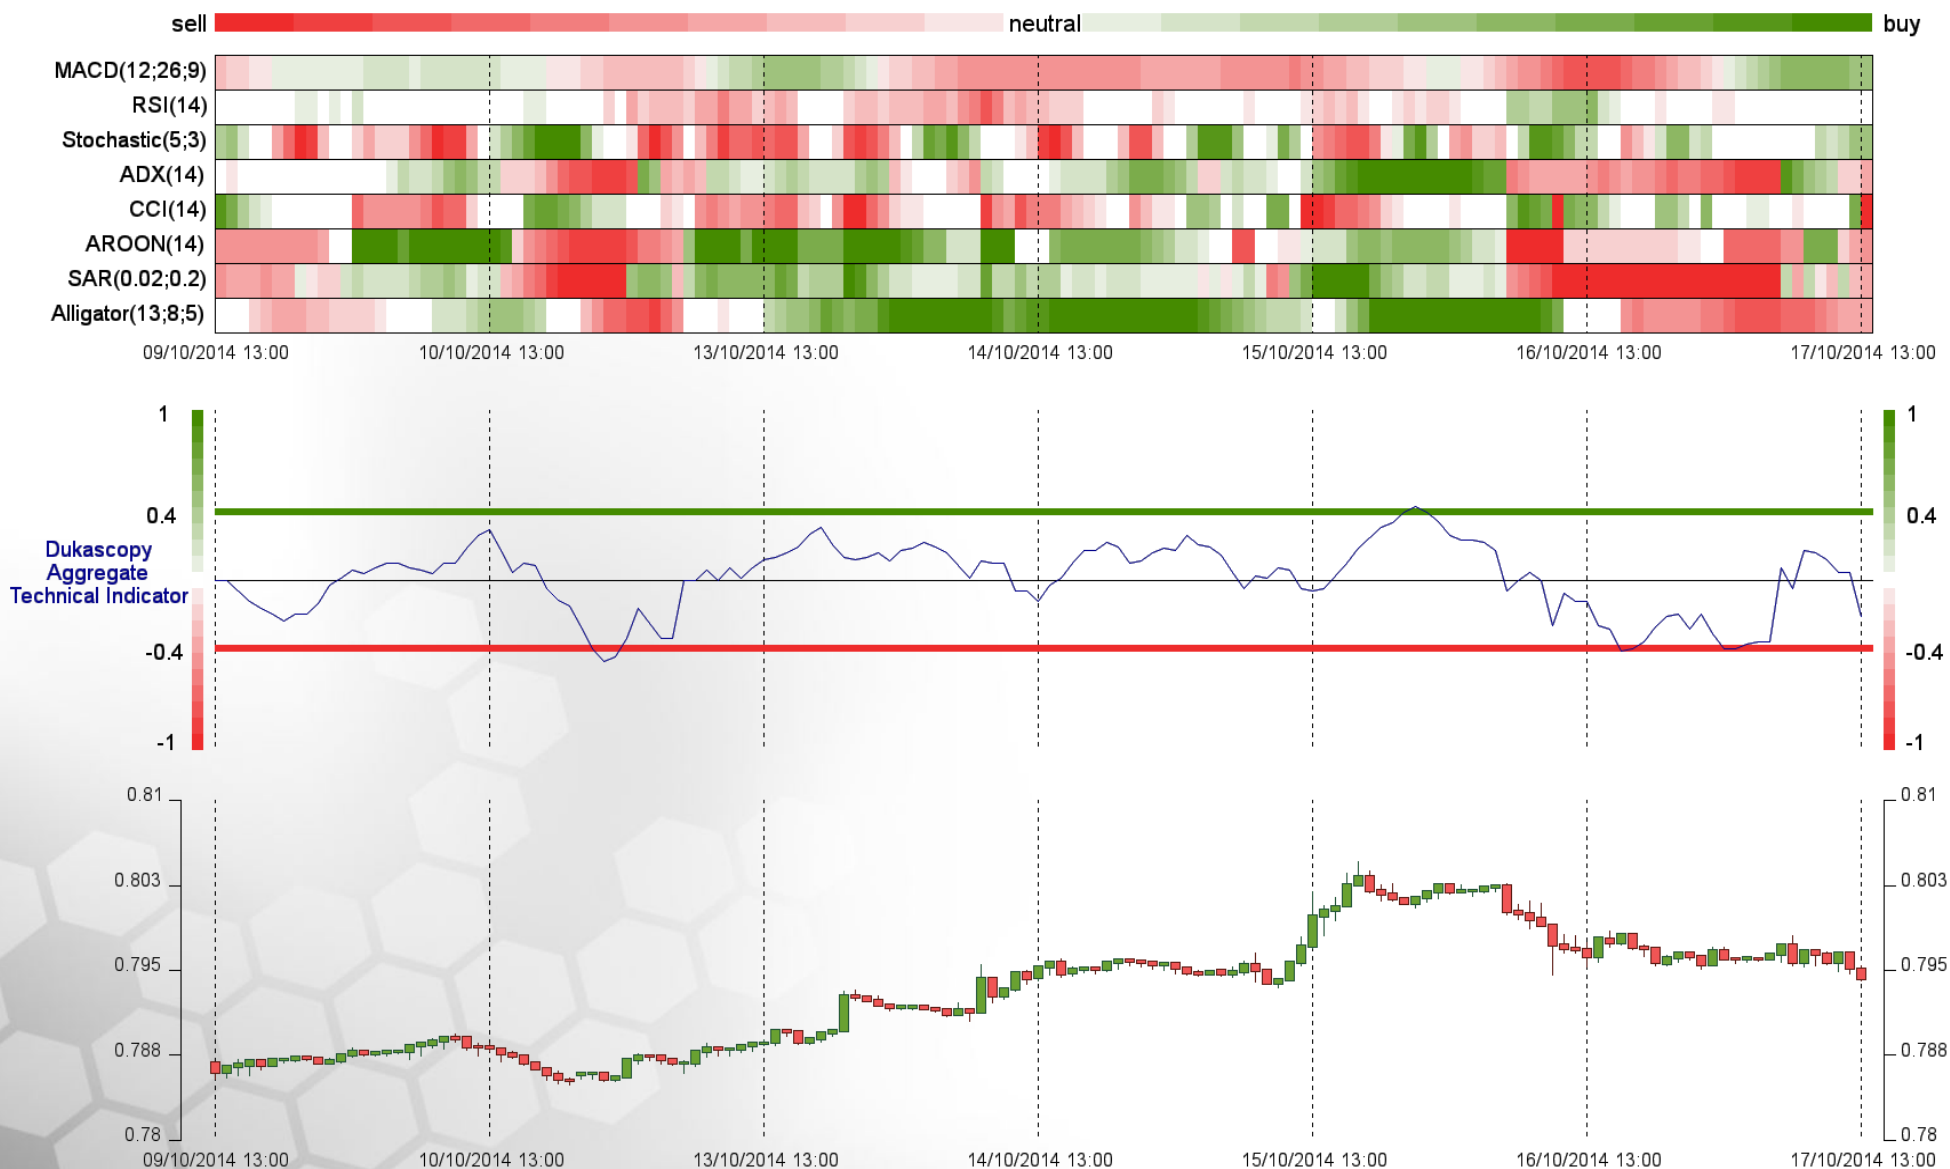 sell neutral buy
MACD(12;26;9)
RSI(14)
Stochastic(5;3)
ADX(14)
CCI(14)
AROON(14)
SAR(0.02;0.2)
Alligator(13;8;5)
09/10/2014 13:00 10/10/2014 13:00 13/10/2014 13:00 14/10/2014 13:00 15/10/2014 13:00 16/10/2014 13:00 17/10/2014 13:00
1 1
0.4 0.4
Dukascopy
Aggregate
Technical Indicator
-0.4 -0.4
-1 -1
0.81 0.81
0.803 0.803
0.795 0.795
0.788 0.788
0.78 0.78
09/10/2014 13:00 10/10/2014 13:00 13/10/2014 13:00 14/10/2014 13:00 15/10/2014 13:00 16/10/2014 13:00 17/10/2014 13:00